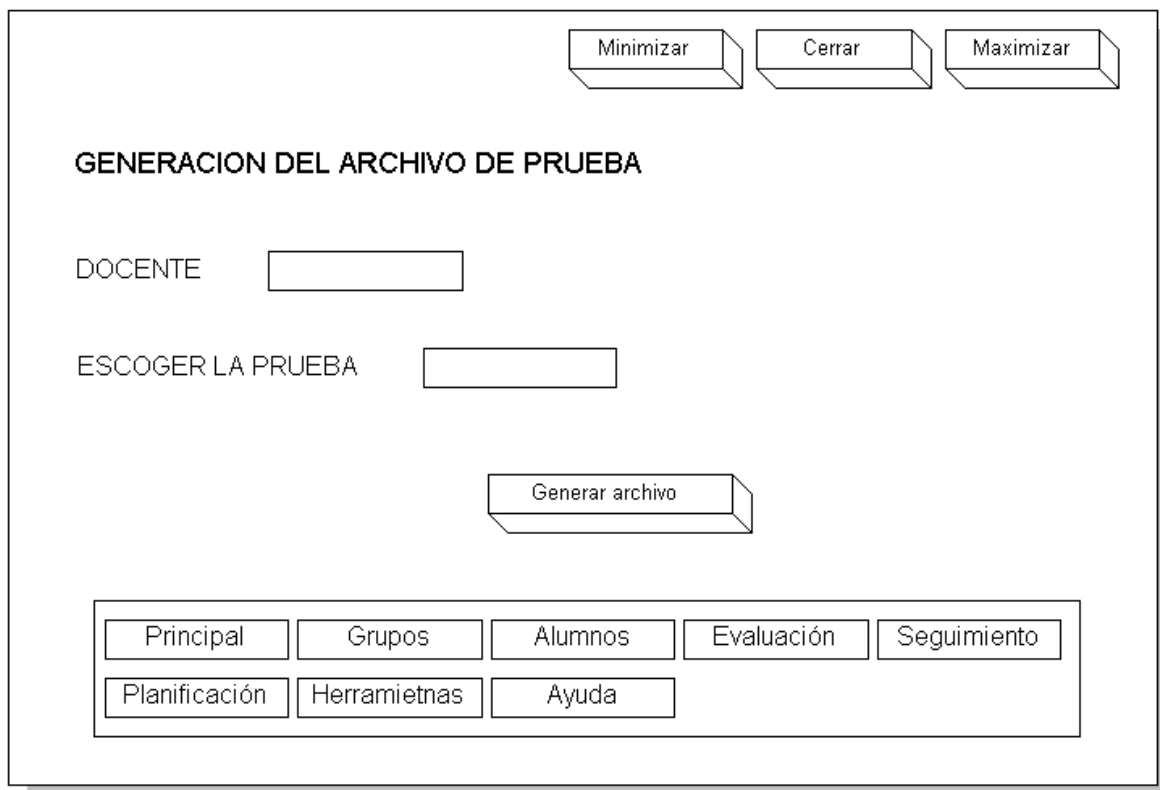 Minimizar Cerrar Maximizar
GENERACION DEL ARCHIVO DE PRUEBA
DOCENTE
ESCOGER LA PRUEBA
Generar archivo
Principal Grupos Alumnos Evaluación Seguimiento
Planificación Herramietnas Ayuda